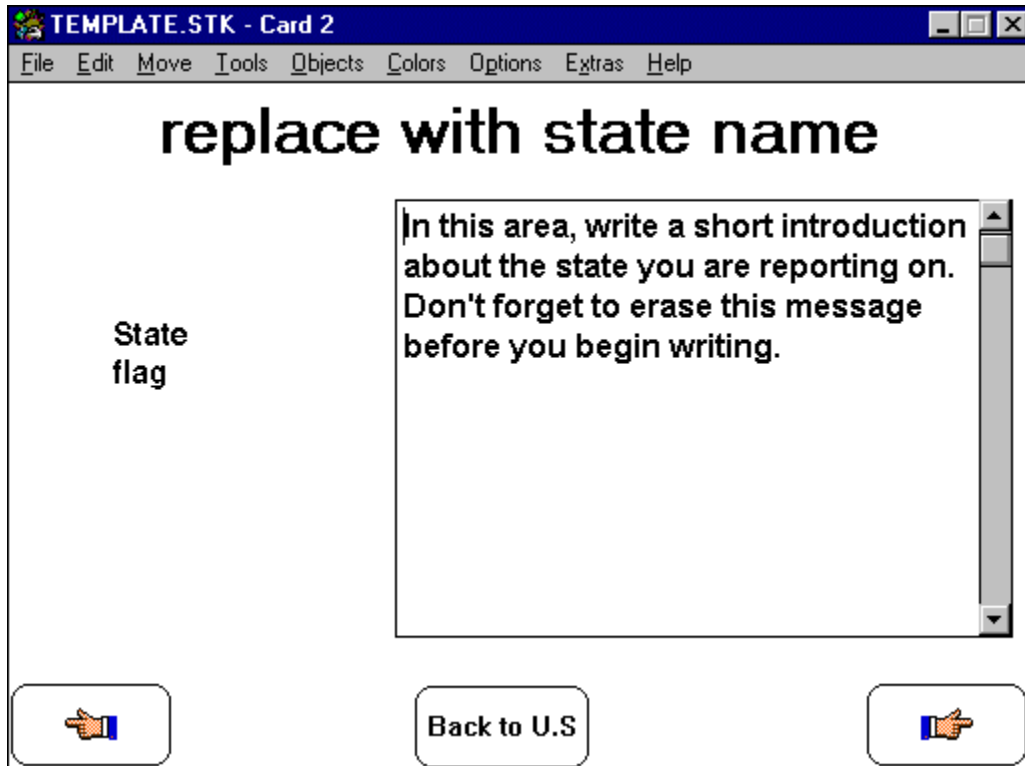 TEMPLATE.STK - Card 2
File Edit Move Tools Objects Colors Options Extras Help
replace with state name
State
flag
In this area, write a short introduction
about the state you are reporting on.
Don't forget to erase this message
before you begin writing.
Back to U.S